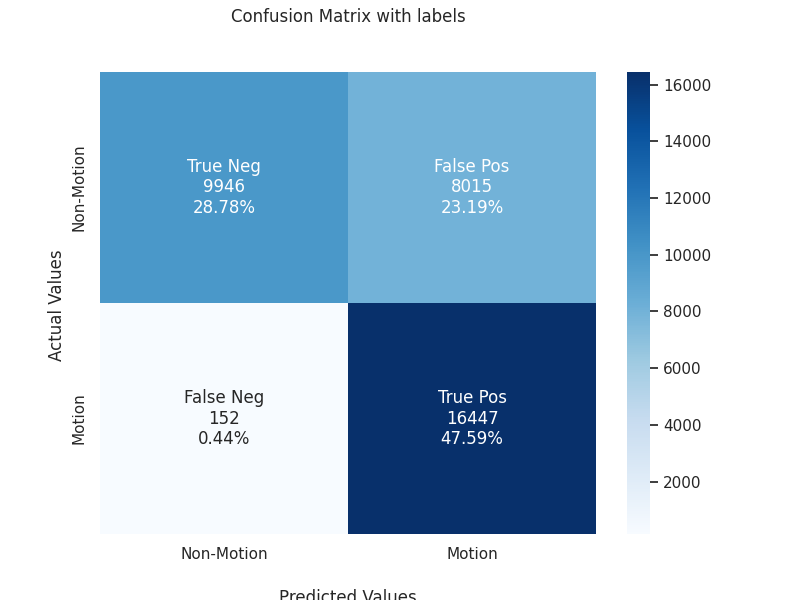 Confusion Matrix with labels
Actual Values
Non-Motion
True Neg
9946
28.78%
False Pos
8015
23.19%
Motion
False Neg
152
0.44%
True Pos
16447
47.59%
Non-Motion
Motion
Predicted Values
16000
14000
12000
10000
8000
6000
4000
2000